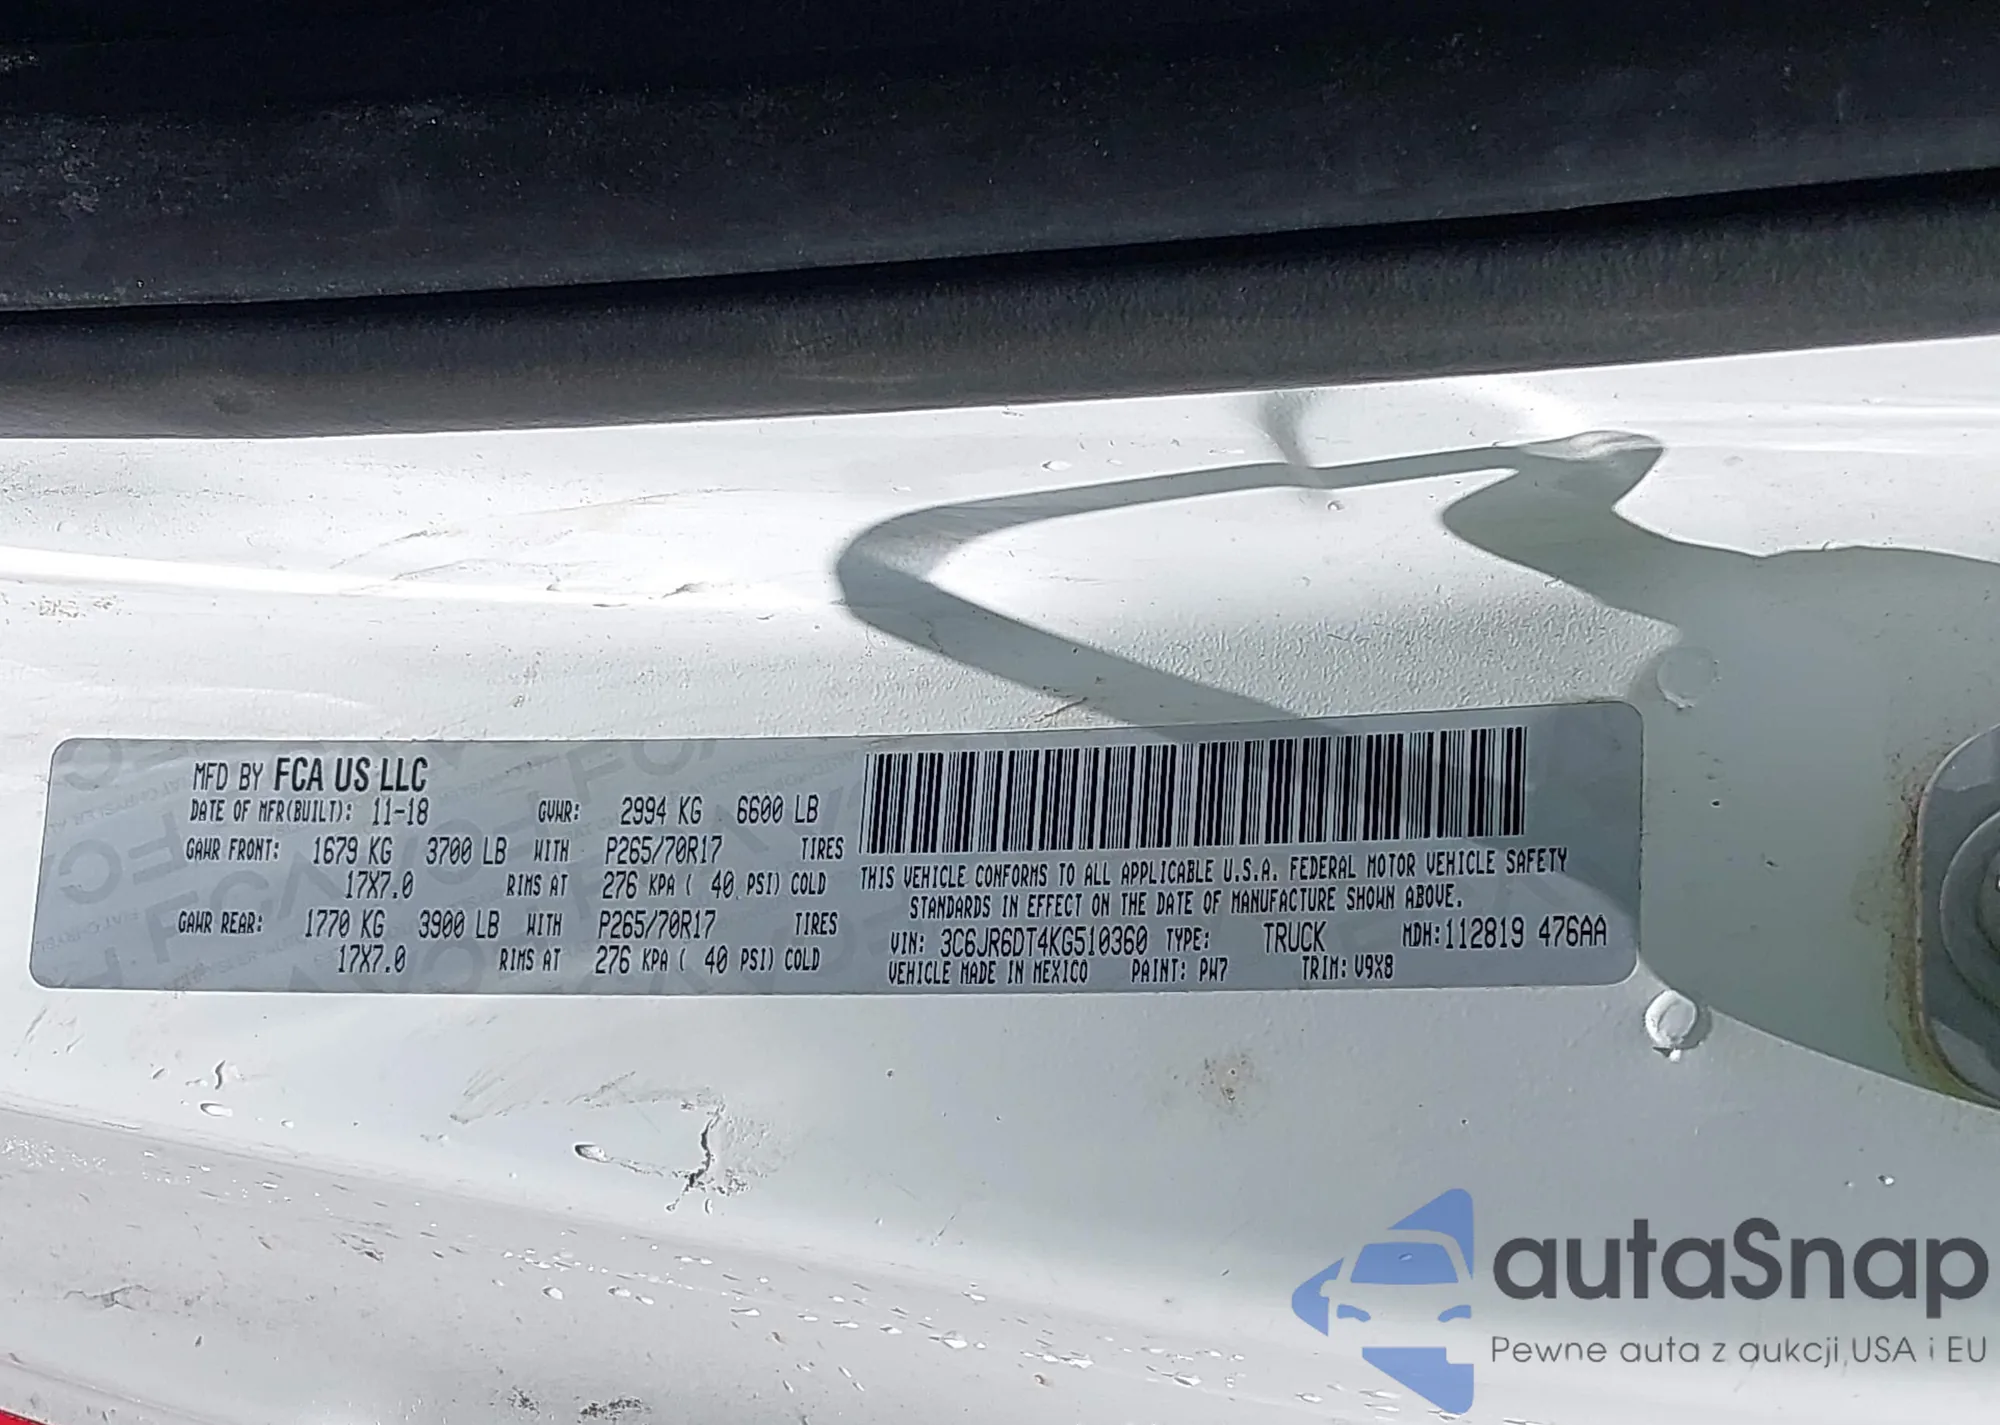 MFD BY FCA US LLC
DATE OF MFR(BUILT): 11-18 GVWR: 2994 KG 6600 LB
GAWR FRONT: 1679 KG 3700 LB WITH P265/70R17 TIRES
17X7.0 RIMS AT 276 KPA ( 40 PSI) COLD
GAWR REAR: 1770 KG 3900 LB WITH P265/70R17 TIRES
17X7.0 RIMS AT 276 KPA ( 40 PSI) COLD
THIS VEHICLE CONFORMS TO ALL APPLICABLE U.S.A. FEDERAL MOTOR VEHICLE SAFETY
STANDARDS IN EFFECT ON THE DATE OF MANUFACTURE SHOWN ABOVE.
VIN: 3C6JR6DT4KG510360 TYPE: TRUCK MDH:112819 476AA
VEHICLE MADE IN MEXICO PAINT: PW7 TRIM: V9X8
autaSnap
Pewne auta z aukcji USA i EU